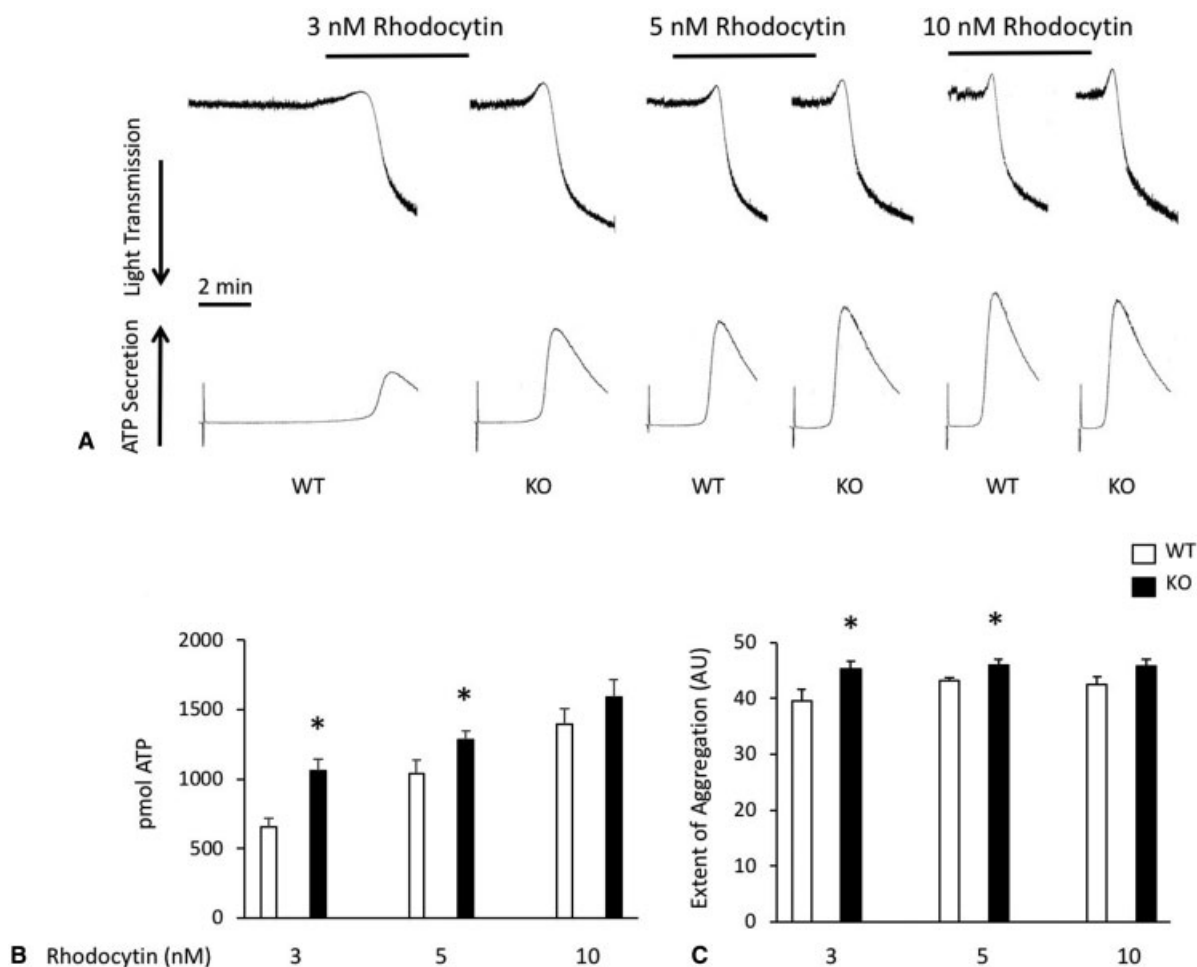 3 nM Rhodocytin 5 nM Rhodocytin 10 nM Rhodocytin
Light Transmission
2 min
ATP Secretion
A
WT KO WT KO WT KO
WT
KO
2000
1500
1000
500
0
pmol ATP
* *
B Rhodocytin (nM) 3 5 10
50
40
30
20
10
0
Extent of Aggregation (AU)
* *
C 3 5 10